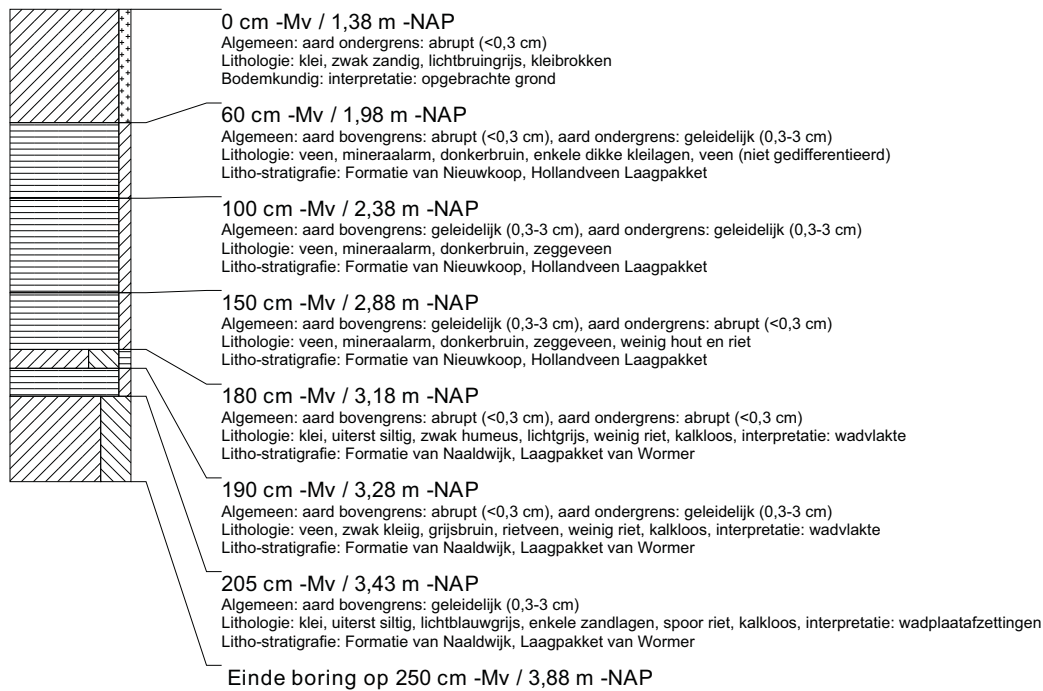 0 cm -Mv / 1,38 m -NAP
Algemeen: aard ondergrens: abrupt (<0,3 cm)
Lithologie: klei, zwak zandig, lichtbruingrijs, kleibrokken
Bodemkundig: interpretatie: opgebrachte grond
60 cm -Mv / 1,98 m -NAP
Algemeen: aard bovengrens: abrupt (<0,3 cm), aard ondergrens: geleidelijk (0,3-3 cm)
Lithologie: veen, mineraalarm, donkerbruin, enkele dikke kleilagen, veen (niet gedifferentieerd)
Litho-stratigrafie: Formatie van Nieuwkoop, Hollandveen Laagpakket
100 cm -Mv / 2,38 m -NAP
Algemeen: aard bovengrens: geleidelijk (0,3-3 cm), aard ondergrens: geleidelijk (0,3-3 cm)
Lithologie: veen, mineraalarm, donkerbruin, zeggeveen
Litho-stratigrafie: Formatie van Nieuwkoop, Hollandveen Laagpakket
150 cm -Mv / 2,88 m -NAP
Algemeen: aard bovengrens: geleidelijk (0,3-3 cm), aard ondergrens: abrupt (<0,3 cm)
Lithologie: veen, mineraalarm, donkerbruin, zeggeveen, weinig hout en riet
Litho-stratigrafie: Formatie van Nieuwkoop, Hollandveen Laagpakket
180 cm -Mv / 3,18 m -NAP
Algemeen: aard bovengrens: abrupt (<0,3 cm), aard ondergrens: abrupt (<0,3 cm)
Lithologie: klei, uiterst siltig, zwak humeus, lichtgrijs, weinig riet, kalkloos, interpretatie: wadvlakte
Litho-stratigrafie: Formatie van Naaldwijk, Laagpakket van Wormer
190 cm -Mv / 3,28 m -NAP
Algemeen: aard bovengrens: abrupt (<0,3 cm), aard ondergrens: geleidelijk (0,3-3 cm)
Lithologie: veen, zwak kleiig, grijsbruin, rietveen, weinig riet, kalkloos, interpretatie: wadvlakte
Litho-stratigrafie: Formatie van Naaldwijk, Laagpakket van Wormer
205 cm -Mv / 3,43 m -NAP
Algemeen: aard bovengrens: geleidelijk (0,3-3 cm)
Lithologie: klei, uiterst siltig, lichtblauwgrijs, enkele zandlagen, spoor riet, kalkloos, interpretatie: wadplaatafzettingen
Litho-stratigrafie: Formatie van Naaldwijk, Laagpakket van Wormer
Einde boring op 250 cm -Mv / 3,88 m -NAP